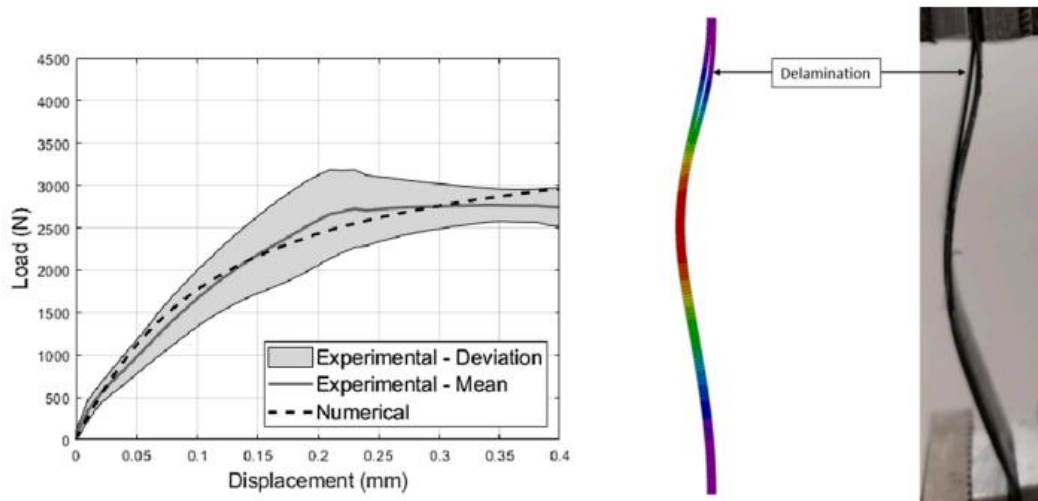 4500
4000
3500
3000
2500
2000
1500
1000
500
0
Load (N)
Experimental - Deviation
Experimental - Mean
Numerical
0 0.05 0.1 0.15 0.2 0.25 0.3 0.35 0.4
Displacement (mm)
Delamination